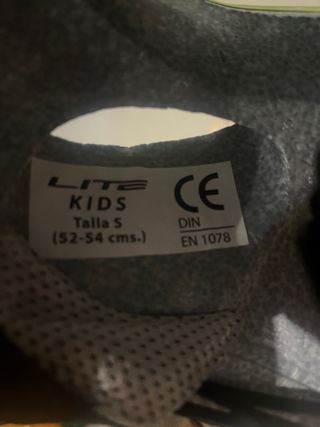 LITE
KIDS
Talla S
(52-54 cms.)
CE
DIN
EN 1078